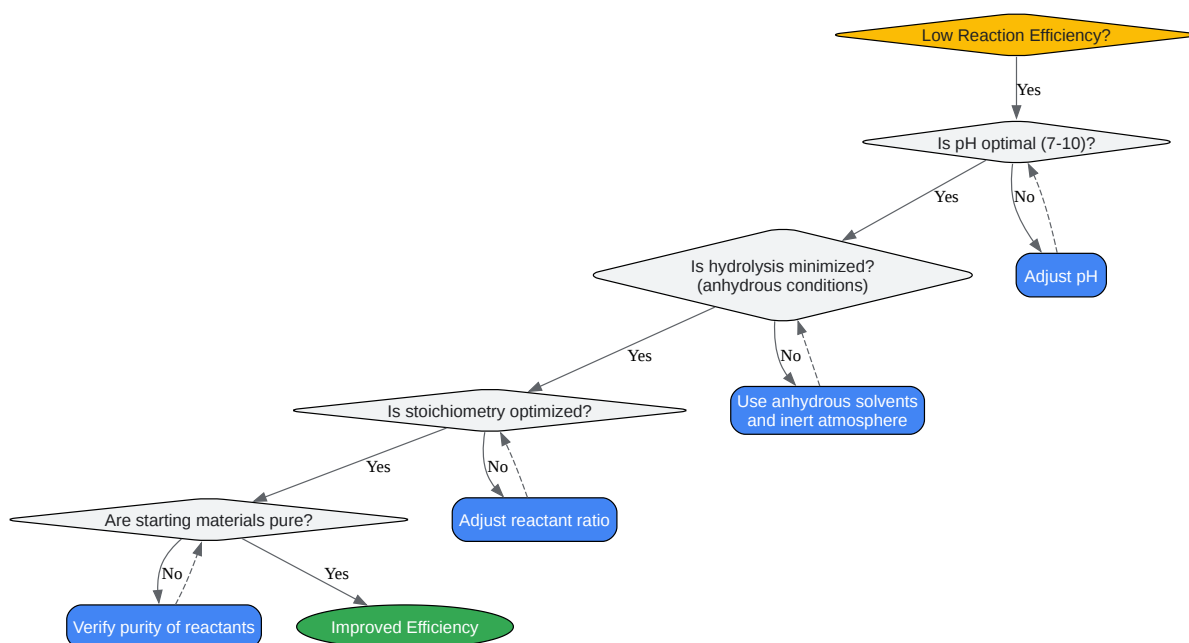 Low Reaction Efficiency?
Yes
Is pH optimal (7-10)?
Yes
No
Is hydrolysis minimized?
(anhydrous conditions)
Adjust pH
Yes
No
Is stoichiometry optimized?
Use anhydrous solvents
and inert atmosphere
Yes
No
Are starting materials pure?
Adjust reactant ratio
No
Yes
Verify purity of reactants
Improved Efficiency